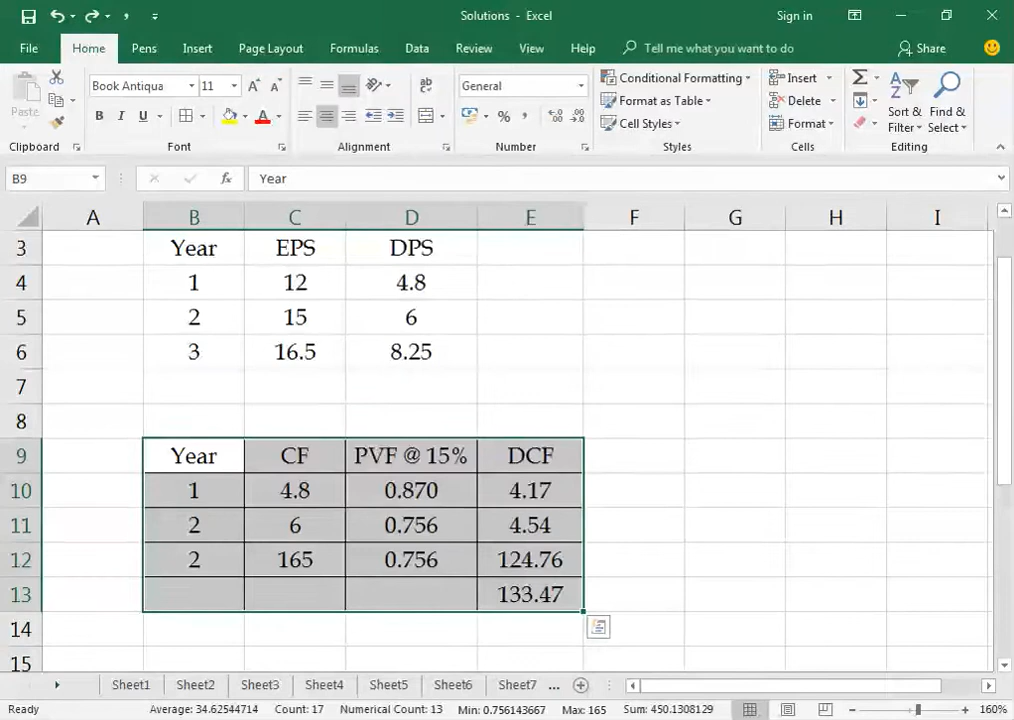 Solutions - Excel
Sign in
File Home Pens Insert Page Layout Formulas Data Review View Help Tell me what you want to do Share
Paste
Book Antiqua 11
B I U A
General
% ,
Conditional Formatting
Format as Table
Cell Styles
Insert
Delete
Format
Sort & Filter
Find & Select
Clipboard Font Alignment Number Styles Cells Editing
B9 fx Year
A B C D E F G H I
3 Year EPS DPS
4 1 12 4.8
5 2 15 6
6 3 16.5 8.25
7
8
9 Year CF PVF @ 15% DCF
10 1 4.8 0.870 4.17
11 2 6 0.756 4.54
12 2 165 0.756 124.76
13 133.47
14
15
Sheet1 Sheet2 Sheet3 Sheet4 Sheet5 Sheet6 Sheet7 ...
Ready Average: 34.62544714 Count: 17 Numerical Count: 13 Min: 0.756143667 Max: 165 Sum: 450.1308129 160%